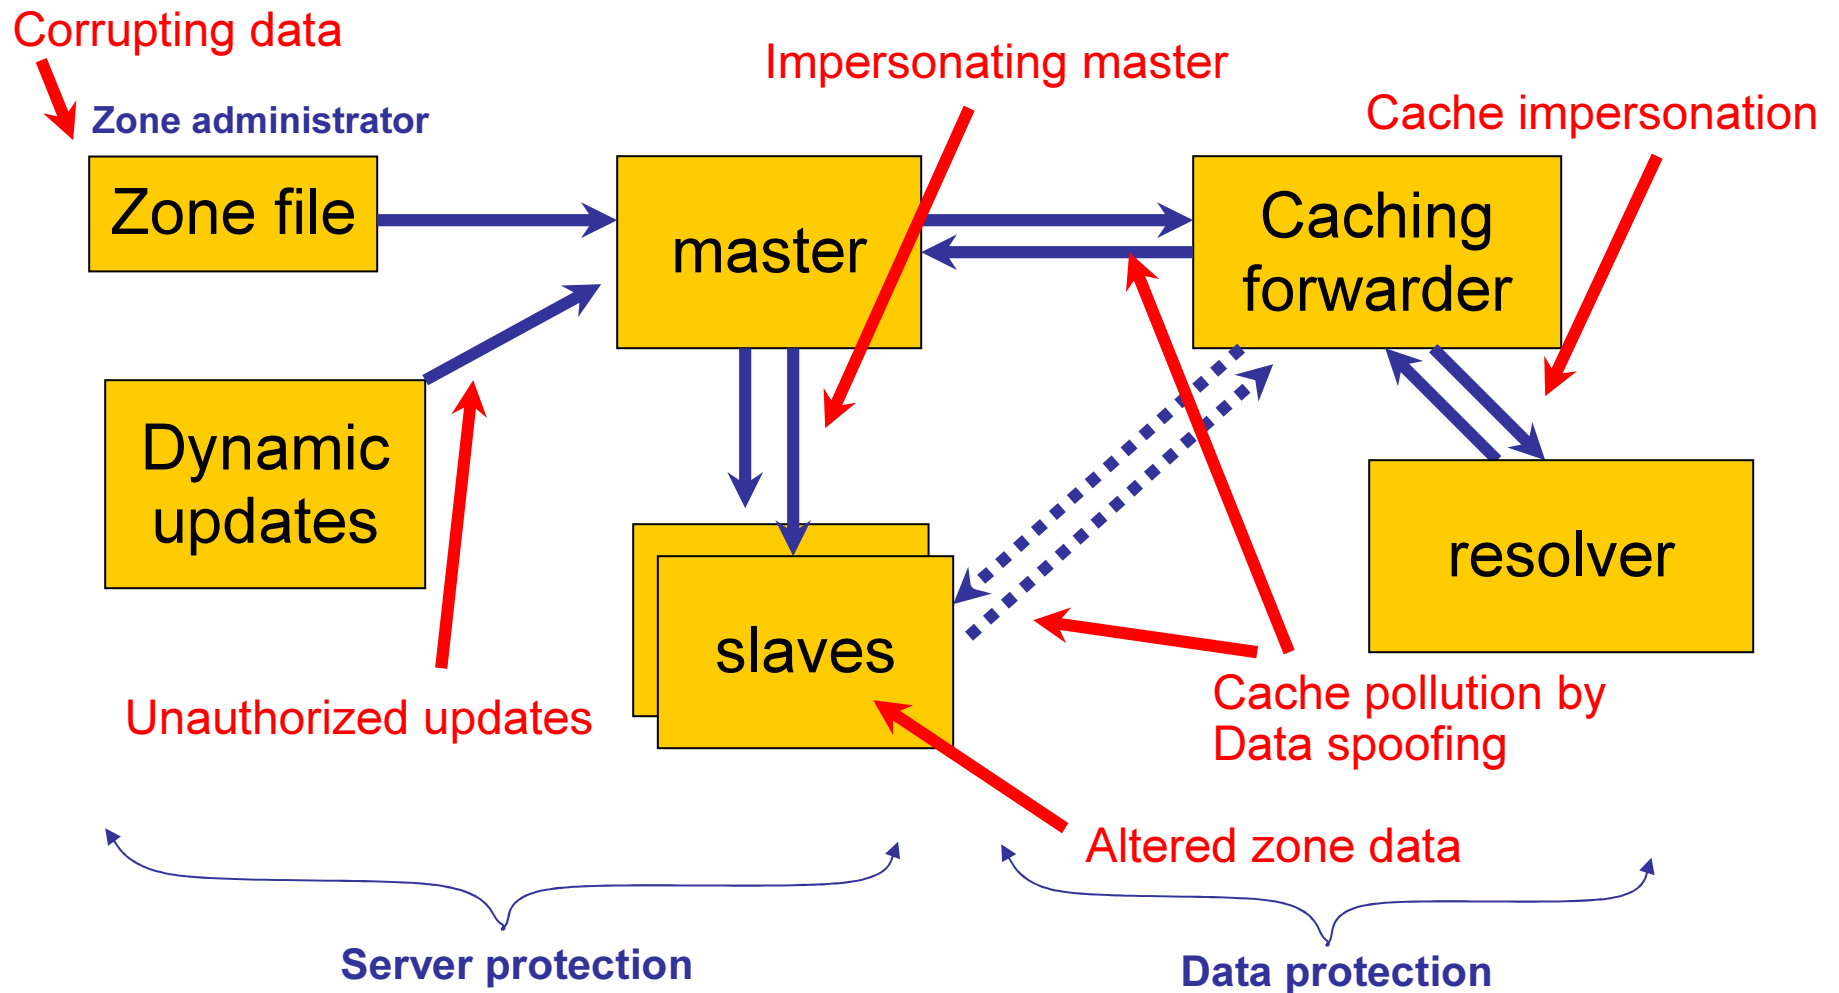 Corrupting data
Impersonating master
Cache impersonation
Zone administrator
Zone file
master
Caching
forwarder
Dynamic
updates
slaves
resolver
Unauthorized updates
Cache pollution by
Data spoofing
Altered zone data
Server protection
Data protection